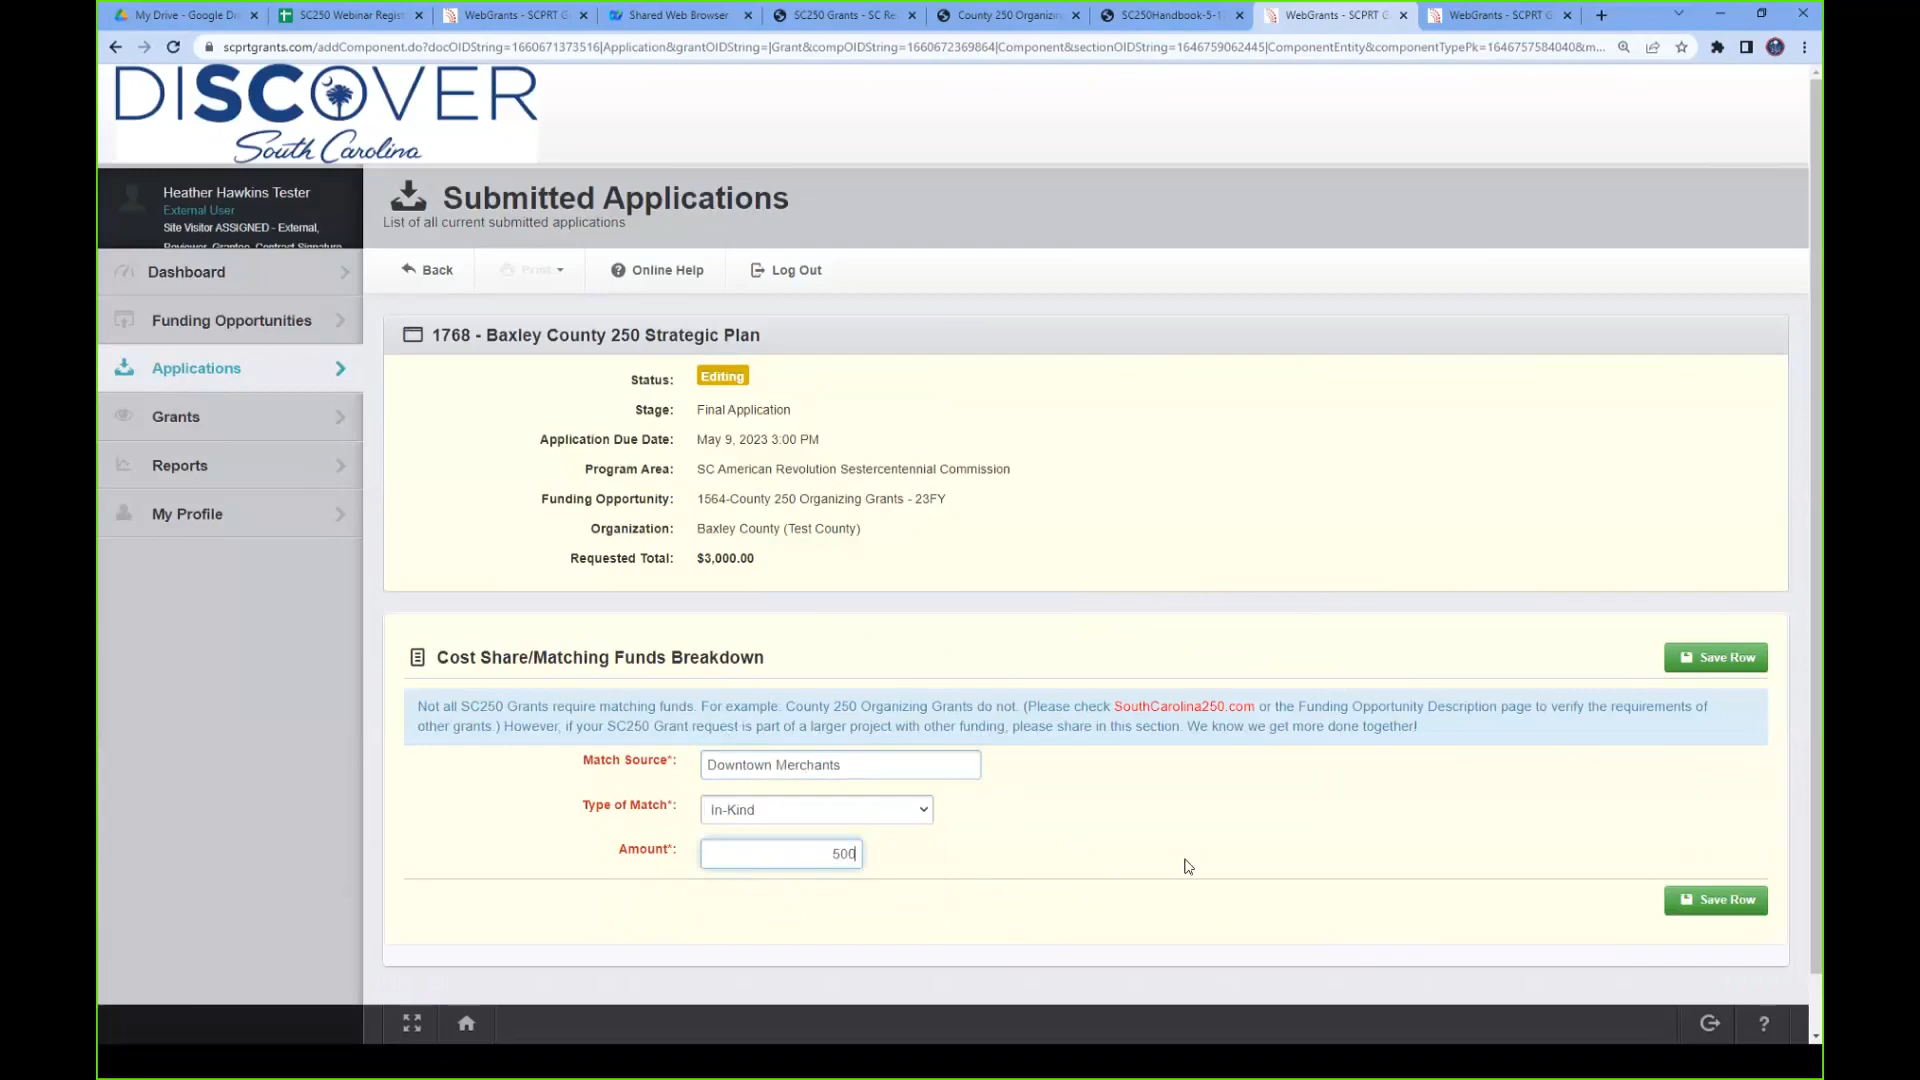 My Drive - Google Dr
SC250 Webinar Regist
WebGrants - SCPRT G
Shared Web Browser
SC250 Grants - SC Re
County 250 Organizin
SC250Handbook-5-1
WebGrants - SCPRT G
WebGrants - SCPRT G
scprtgrants.com/addComponent.do?docOIDString=1660671373516|Application&grantOIDString=|Grant&compOIDString=1660672369864|Component&sectionOIDString=1646759062445|ComponentEntity&componentTypePk=1646757584040&m...
DISCOVER
South Carolina
Heather Hawkins Tester
External User
Site Visitor ASSIGNED - External,
Reviewer, Grantee, Contract Signature
Dashboard
Funding Opportunities
Applications
Grants
Reports
My Profile
Submitted Applications
List of all current submitted applications
Back
Print
Online Help
Log Out
1768 - Baxley County 250 Strategic Plan
Status: Editing
Stage: Final Application
Application Due Date: May 9, 2023 3:00 PM
Program Area: SC American Revolution Sestercentennial Commission
Funding Opportunity: 1564-County 250 Organizing Grants - 23FY
Organization: Baxley County (Test County)
Requested Total: $3,000.00
Cost Share/Matching Funds Breakdown
Save Row
Not all SC250 Grants require matching funds. For example: County 250 Organizing Grants do not. (Please check SouthCarolina250.com or the Funding Opportunity Description page to verify the requirements of
other grants.) However, if your SC250 Grant request is part of a larger project with other funding, please share in this section. We know we get more done together!
Match Source*: Downtown Merchants
Type of Match*: In-Kind
Amount*: 500
Save Row